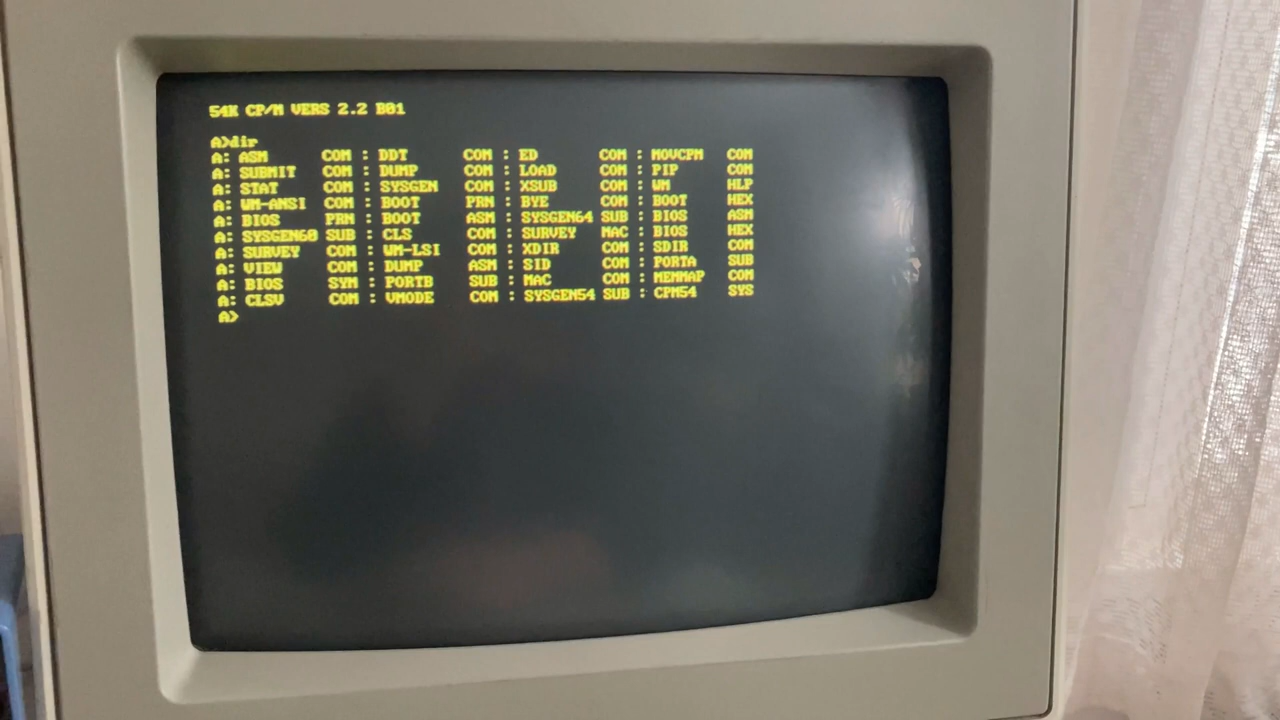 54K CP/M VERS 2.2 B01
A>dir
A: ASM      COM : DDT      COM : ED       COM : MOVCPM   COM
A: SUBMIT   COM : DUMP     COM : LOAD     COM : PIP      COM
A: STAT     COM : SYSGEN   COM : XSUB     COM : WM       HLP
A: WM-ANSI  COM : BOOT     PRN : BYE      COM : BOOT     HEX
A: BIOS     PRN : BOOT     ASM : SYSGEN64 SUB : BIOS     ASM
A: SYSGEN60 SUB : CLS      COM : SURVEY   MAC : BIOS     HEX
A: SURVEY   COM : WM-LSI   COM : XDIR     COM : SDIR     COM
A: VIEW     COM : DUMP     ASM : SID      COM : PORTA    SUB
A: BIOS     SYM : PORTB    SUB : MAC      COM : MEMMAP   COM
A: CLSV     COM : VMODE    COM : SYSGEN54 SUB : CPM54    SYS
A>